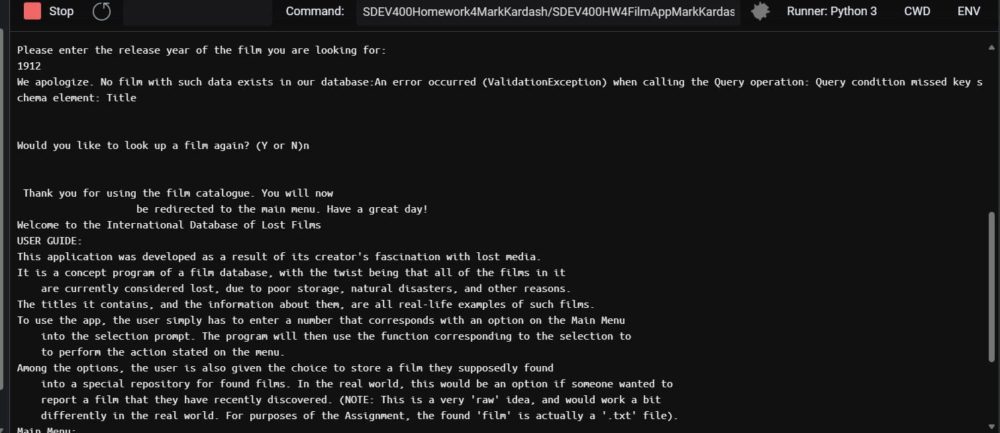 Stop Command: SDEV400Homework4MarkKardash/SDEV400HW4FilmAppMarkKardas Runner: Python 3 CWD ENV
Please enter the release year of the film you are looking for:
1912
We apologize. No film with such data exists in our database:An error occurred (ValidationException) when calling the Query operation: Query condition missed key s
chema element: Title
Would you like to look up a film again? (Y or N)n
Thank you for using the film catalogue. You will now
be redirected to the main menu. Have a great day!
Welcome to the International Database of Lost Films
USER GUIDE:
This application was developed as a result of its creator's fascination with lost media.
It is a concept program of a film database, with the twist being that all of the films in it
are currently considered lost, due to poor storage, natural disasters, and other reasons.
The titles it contains, and the information about them, are all real-life examples of such films.
To use the app, the user simply has to enter a number that corresponds with an option on the Main Menu
into the selection prompt. The program will then use the function corresponding to the selection to
to perform the action stated on the menu.
Among the options, the user is also given the choice to store a film they supposedly found
into a special repository for found films. In the real world, this would be an option if someone wanted to
report a film that they have recently discovered. (NOTE: This is a very 'raw' idea, and would work a bit
differently in the real world. For purposes of the Assignment, the found 'film' is actually a '.txt' file).
Main Menu: